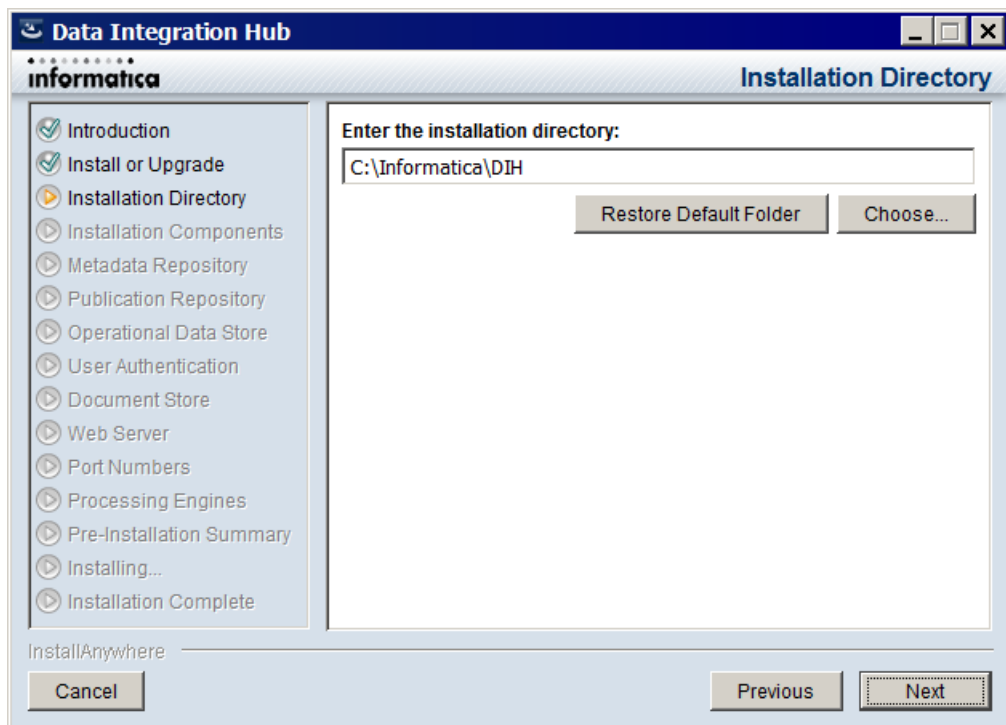 Data Integration Hub
informatica
Installation Directory
Introduction
Install or Upgrade
Installation Directory
Installation Components
Metadata Repository
Publication Repository
Operational Data Store
User Authentication
Document Store
Web Server
Port Numbers
Processing Engines
Pre-Installation Summary
Installing...
Installation Complete
Enter the installation directory:
C:\Informatica\DIH
Restore Default Folder
Choose...
InstallAnywhere
Cancel
Previous
Next